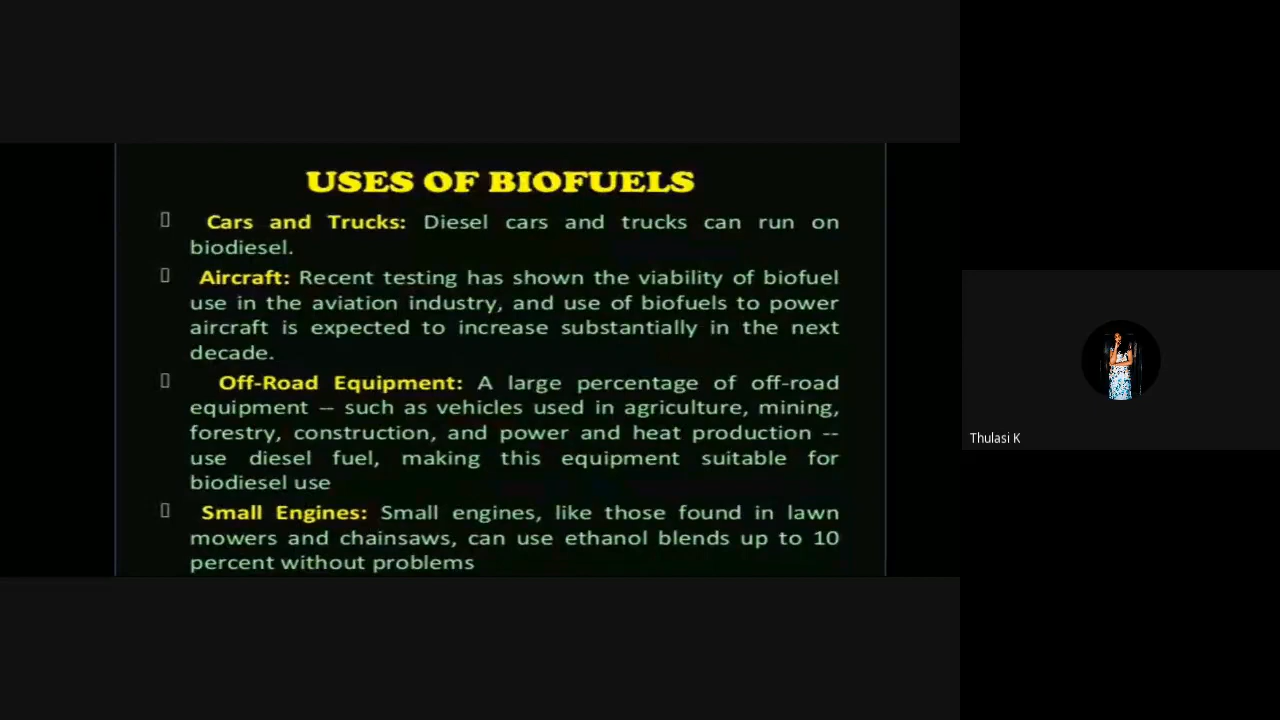 USES OF BIOFUELS
Cars and Trucks: Diesel cars and trucks can run on
biodiesel.
Aircraft: Recent testing has shown the viability of biofuel
use in the aviation industry, and use of biofuels to power
aircraft is expected to increase substantially in the next
decade.
Off-Road Equipment: A large percentage of off-road
equipment -- such as vehicles used in agriculture, mining,
forestry, construction, and power and heat production --
use diesel fuel, making this equipment suitable for
biodiesel use
Small Engines: Small engines, like those found in lawn
mowers and chainsaws, can use ethanol blends up to 10
percent without problems
Thulasi K